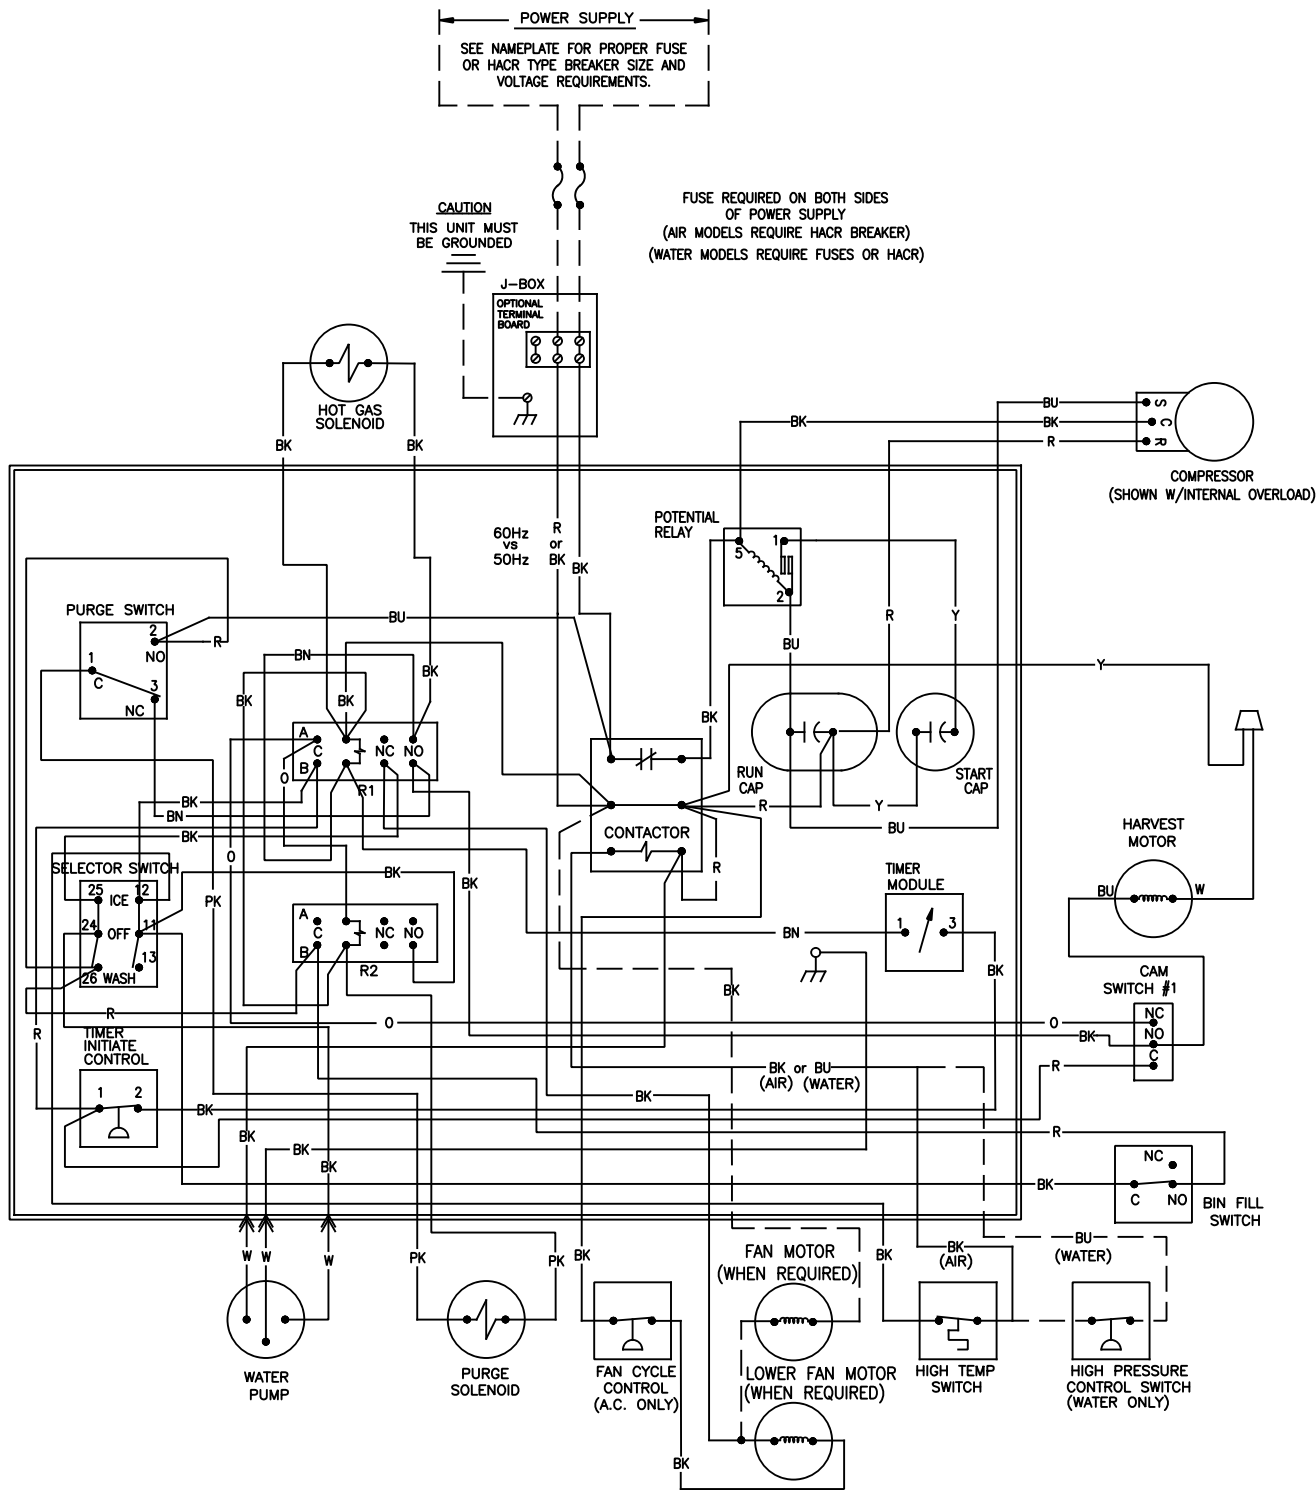 POWER SUPPLY
SEE NAMEPLATE FOR PROPER FUSE
OR HACR TYPE BREAKER SIZE AND
VOLTAGE REQUIREMENTS.
FUSE REQUIRED ON BOTH SIDES
OF POWER SUPPLY
(AIR MODELS REQUIRE HACR BREAKER)
(WATER MODELS REQUIRE FUSES OR HACR)
CAUTION
THIS UNIT MUST
BE GROUNDED
J-BOX
OPTIONAL
TERMINAL
BOARD
HOT GAS
SOLENOID
BK
BK
BU
BK
BK
R
S
C
R
COMPRESSOR
(SHOWN W/INTERNAL OVERLOAD)
60Hz
vs
50Hz
R
or
BK
BK
POTENTIAL
RELAY
5
1
2
PURGE SWITCH
2
NO
1
C
3
NC
R
BU
BN
BK
BK
BK
BU
R
Y
Y
BK
A
C
B
NC
NO
R1
O
BK
BN
BK
RUN
CAP
START
CAP
R
Y
BU
CONTACTOR
R
HARVEST
MOTOR
BU
W
SELECTOR SWITCH
25
ICE
12
24
OFF
11
13
26
WASH
O
PK
BK
BK
A
C
B
NC
NO
R2
TIMER
MODULE
1
3
BN
BK
BK
CAM
SWITCH #1
NC
NO
C
R
R
O
O
BK
R
TIMER
INITIATE
CONTROL
1
2
BK
BK or BU
(AIR) (WATER)
BK
BK
BK
BK
R
BK
NC
C
NO
BIN FILL
SWITCH
W
W
W
WATER
PUMP
PK
PK
PURGE
SOLENOID
BK
FAN CYCLE
CONTROL
(A.C. ONLY)
BK
FAN MOTOR
(WHEN REQUIRED)
LOWER FAN MOTOR
(WHEN REQUIRED)
BK
BK
(AIR)
HIGH TEMP
SWITCH
BU
(WATER)
HIGH PRESSURE
CONTROL SWITCH
(WATER ONLY)